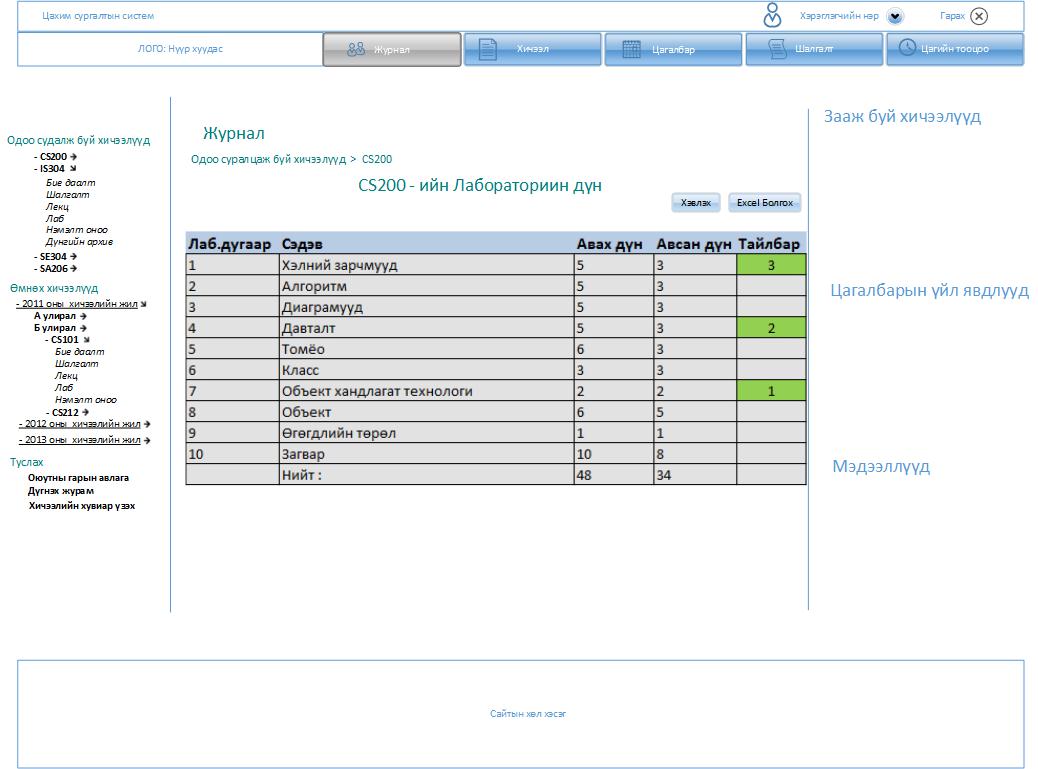 Цахим сургалтын систем
Хэрэглэгчийн нэр
Гарах
ЛОГО: Нүүр хуудас
Журнал
Хичээл
Цагалбар
Шалгалт
Цагийн тооцоо
Одоо судалж буй хичээлүүд
- CS200
- IS304
Бие даалт
Шалгалт
Лекц
Лаб
Нэмэлт оноо
Дүнгийн архив
- SE304
- SA206
Өмнөх хичээлүүд
- 2011 оны хичээлийн жил
А улирал
Б улирал
- CS101
Бие даалт
Шалгалт
Лекц
Лаб
Нэмэлт оноо
- CS212
- 2012 оны хичээлийн жил
- 2013 оны хичээлийн жил
Туслах
Оюутны гарын авлага
Дүгнэх журам
Хичээлийн хувиар үзэх
Журнал
Одоо суралцаж буй хичээлүүд > CS200
CS200 - ийн Лабораториин дүн
Хэвлэх
Excel Болгох
Лаб.дугаар Сэдэв Авах дүн Авсан дүн Тайлбар
1 Хэлний зарчмууд 5 3 3
2 Алгоритм 5 3
3 Диаграмууд 5 3
4 Давталт 5 3 2
5 Томёо 6 3
6 Класс 3 3
7 Объект хандлагат технологи 2 2 1
8 Объект 6 5
9 Өгөгдлийн төрөл 1 1
10 Загвар 10 8
Нийт : 48 34
Зааж буй хичээлүүд
Цагалбарын үйл явдлууд
Мэдээллүүд
Сайтын хөл хэсэг